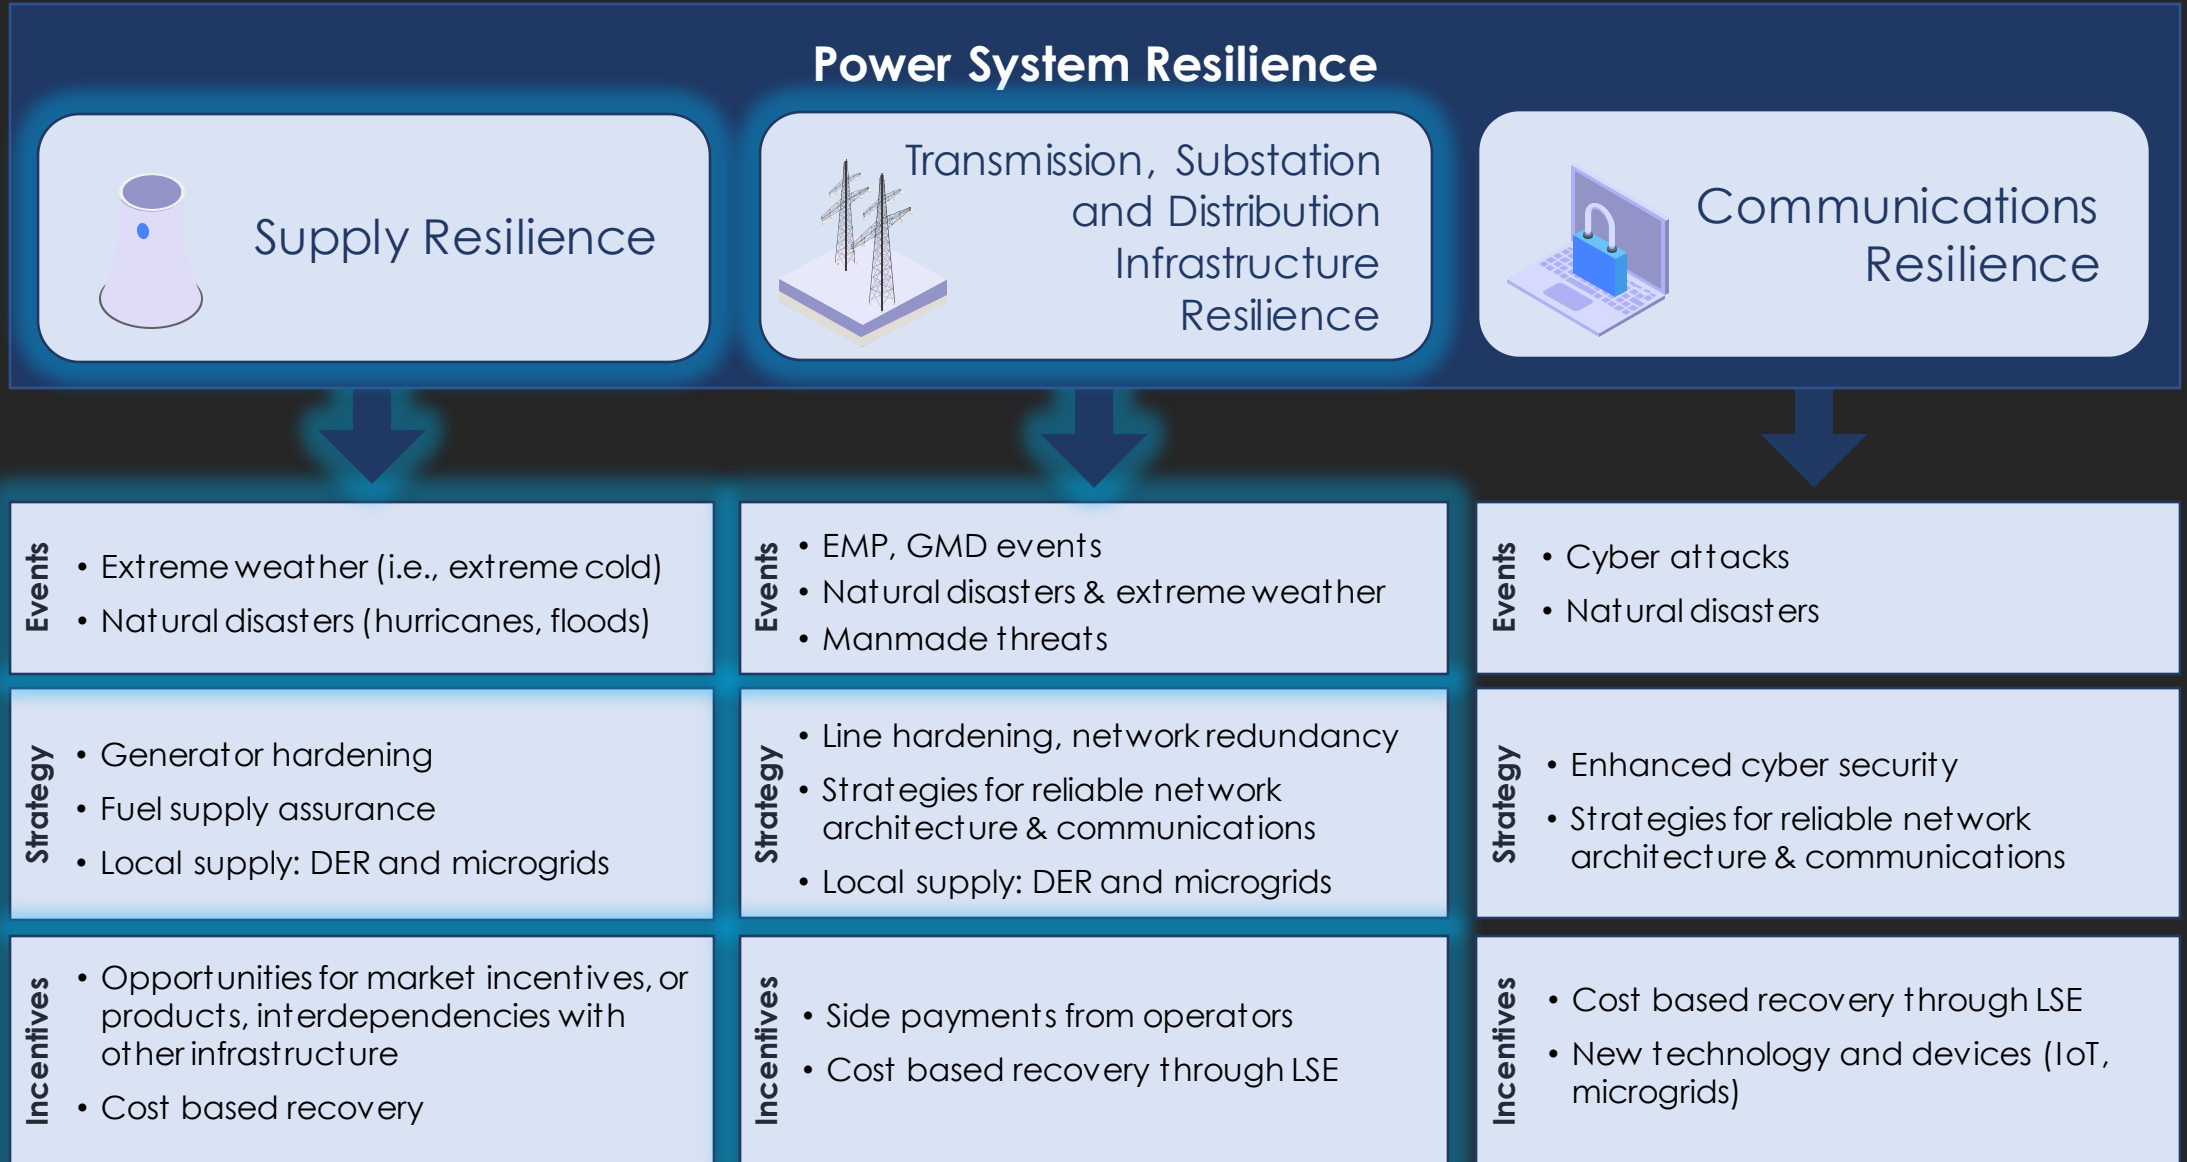 Power System Resilience
Supply Resilience
Transmission, Substation
and Distribution
Infrastructure
Resilience
Communications
Resilience
Events
• Extreme weather (i.e., extreme cold)
• Natural disasters (hurricanes, floods)
Events
• EMP, GMD events
• Natural disasters & extreme weather
• Manmade threats
Events
• Cyber attacks
• Natural disasters
Strategy
• Generator hardening
• Fuel supply assurance
• Local supply: DER and microgrids
Strategy
• Line hardening, network redundancy
• Strategies for reliable network
architecture & communications
• Local supply: DER and microgrids
Strategy
• Enhanced cyber security
• Strategies for reliable network
architecture & communications
Incentives
• Opportunities for market incentives, or
products, interdependencies with
other infrastructure
• Cost based recovery
Incentives
• Side payments from operators
• Cost based recovery through LSE
Incentives
• Cost based recovery through LSE
• New technology and devices (IoT,
microgrids)